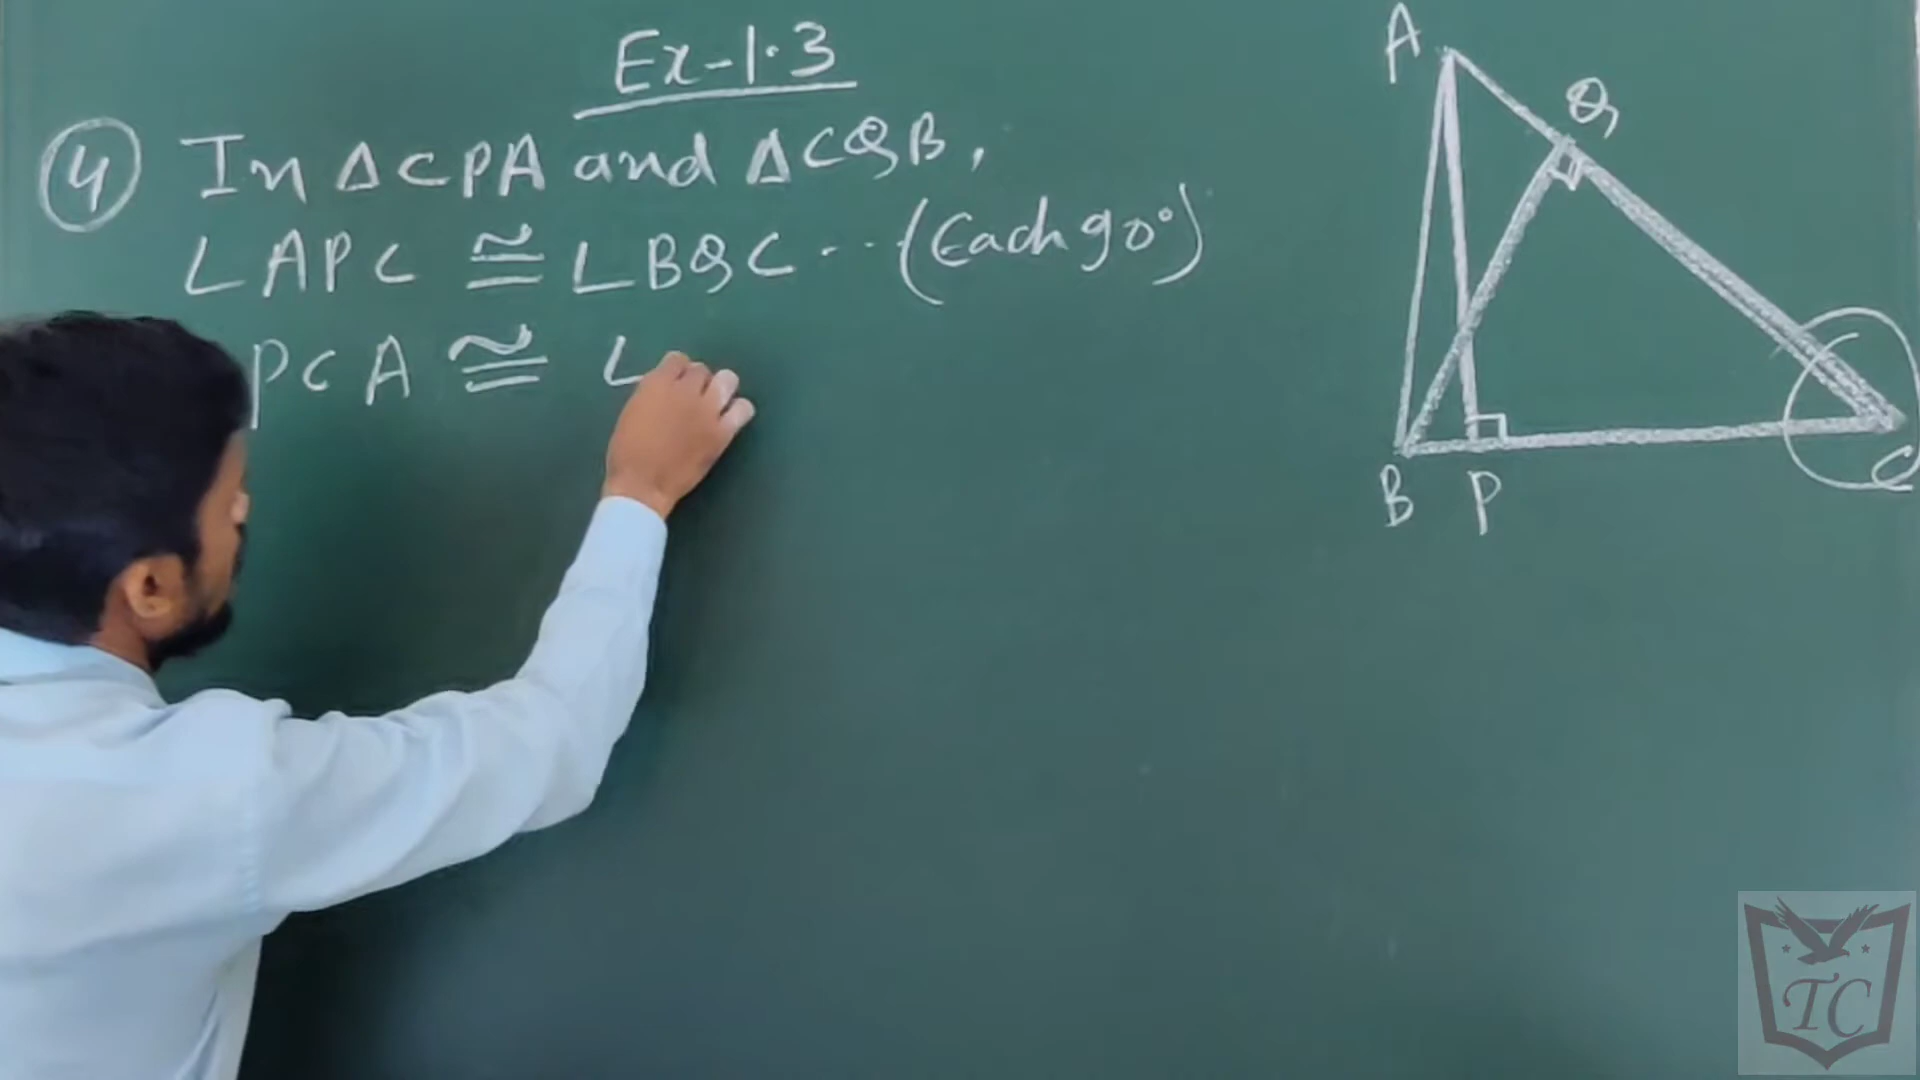 Ex-1.3
④ In ΔCPA and ΔCQB,
∠APC ≅ ∠BQC ... (Each 90°)
PCA ≅ ∠
A
Q
B
P
C
TC